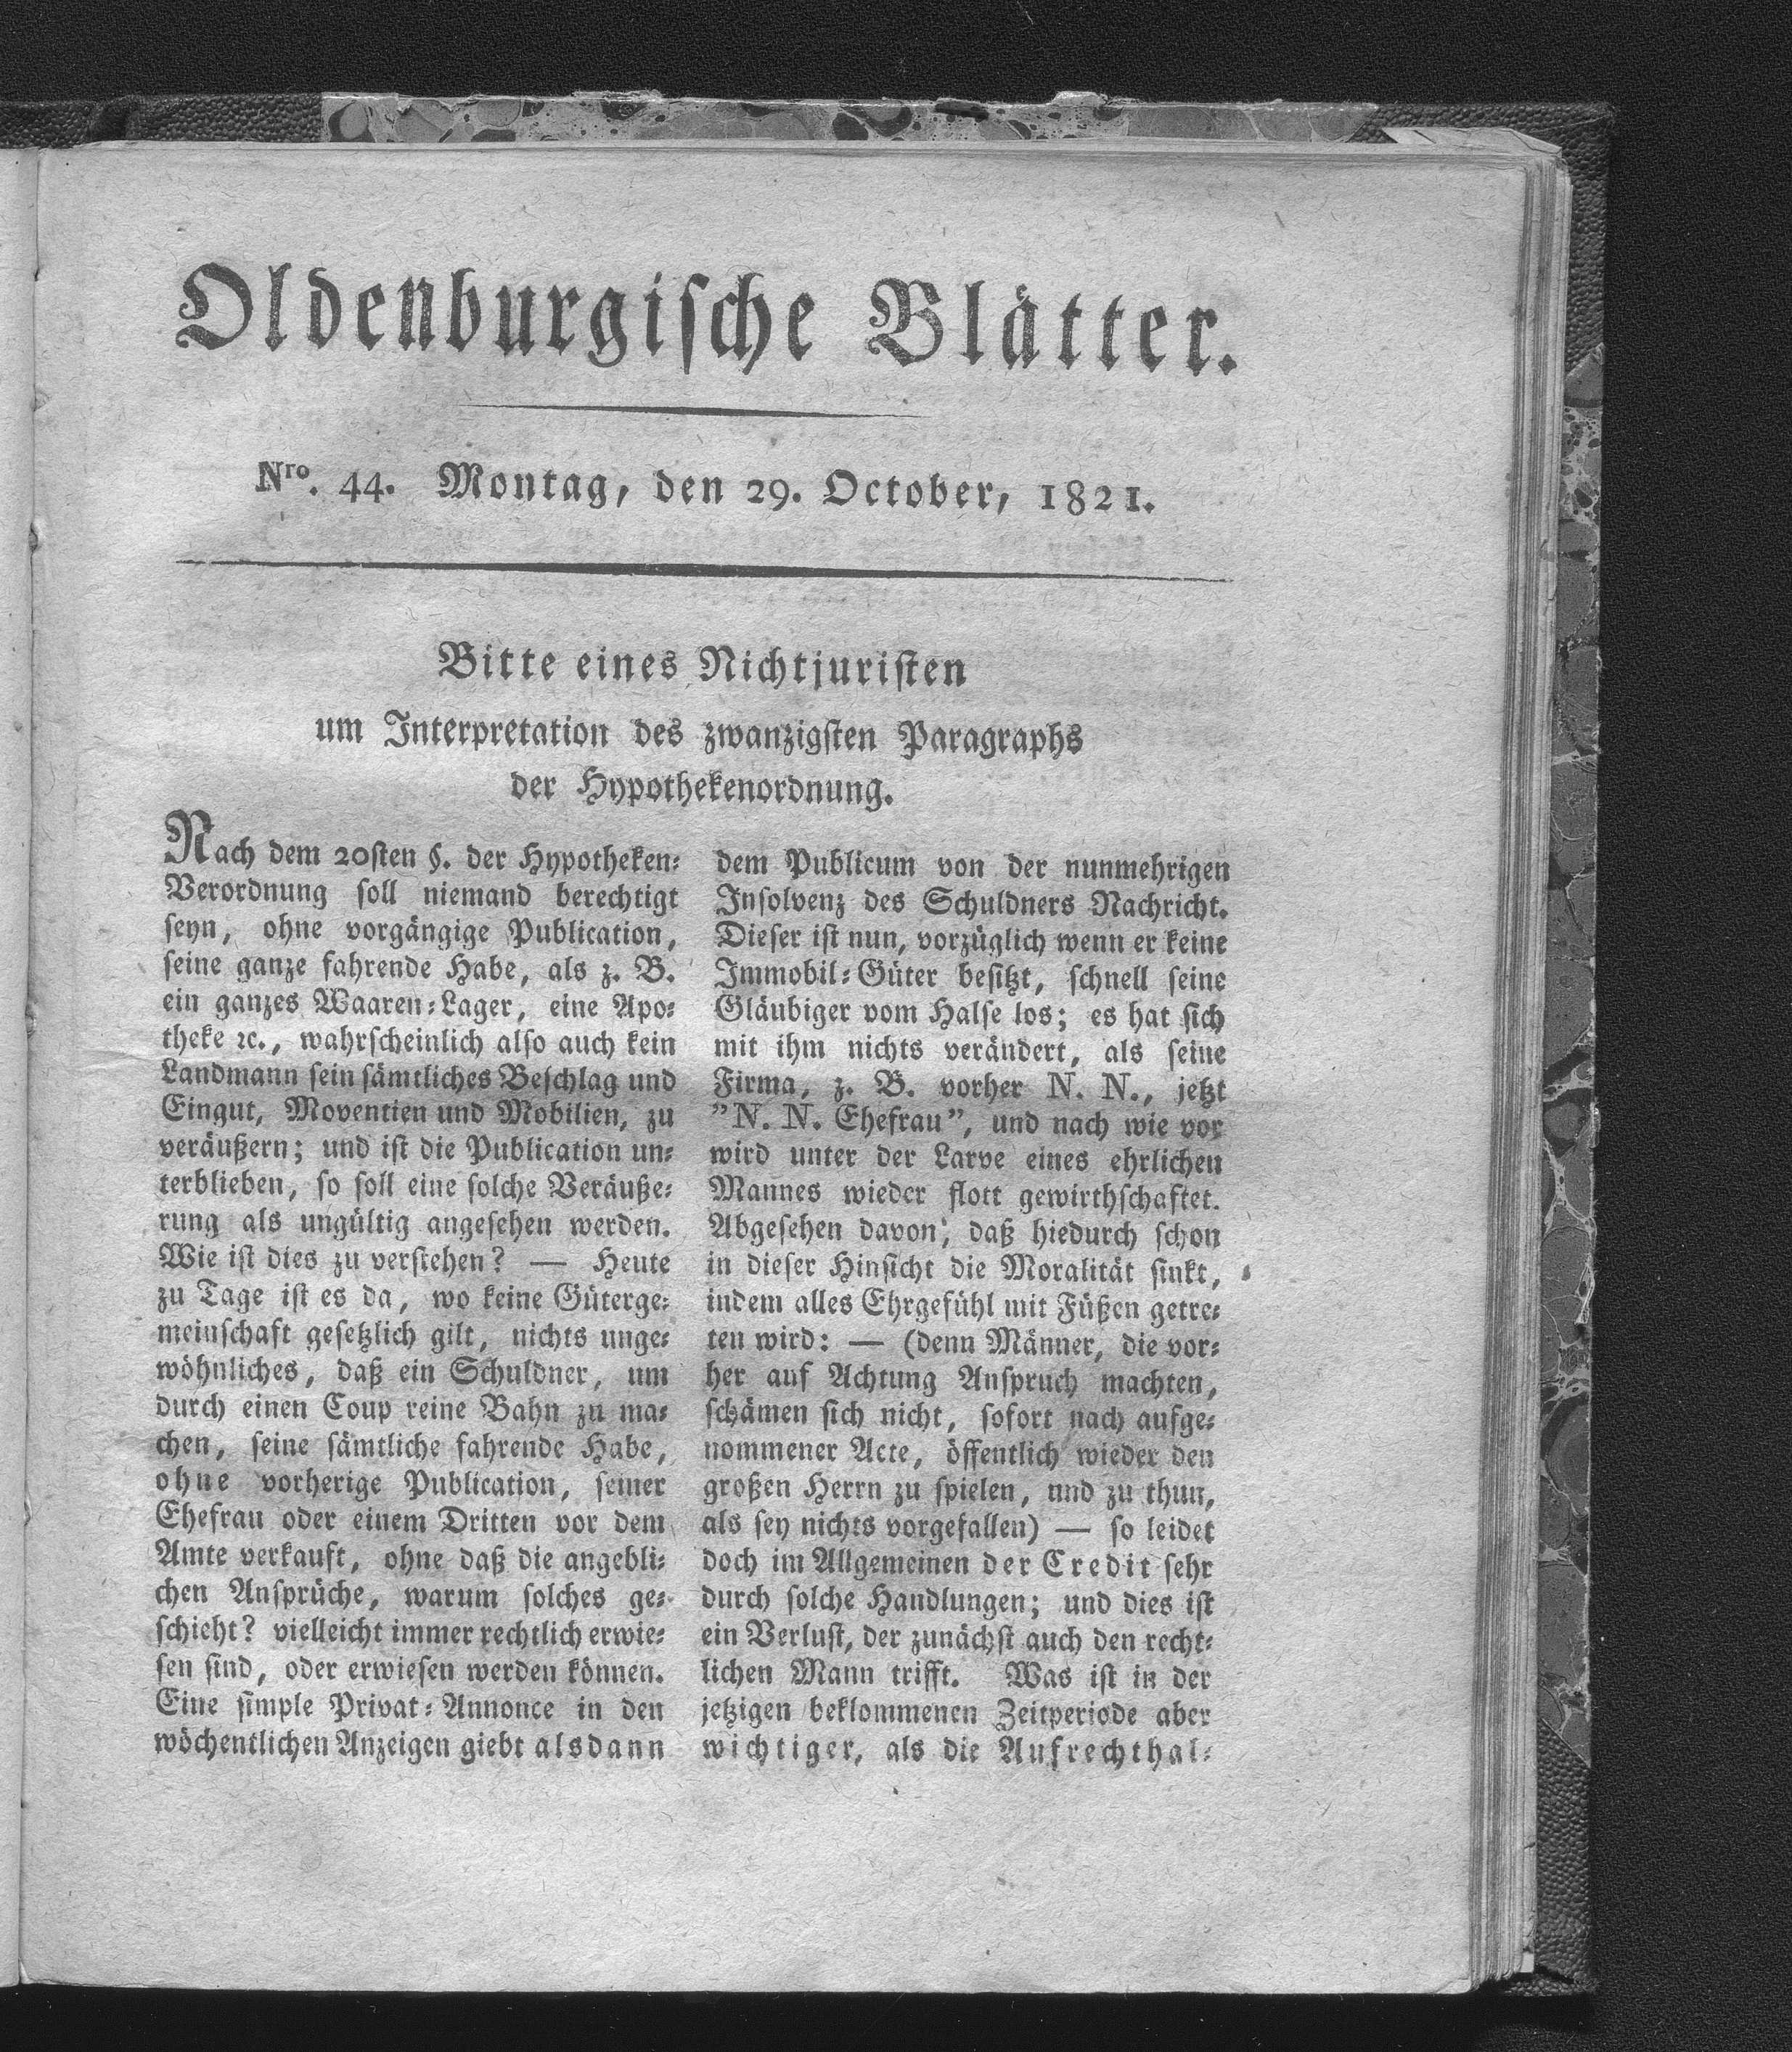 Oldenburgische Blätter.
Nro. 44. Montag, den 29. October, 1821.
Bitte eines Nichtjuristen
um Interpretation des zwanzigsten Paragraphs
der Hypothekenordnung.
Nach dem 20sten §. der Hypotheken-
Verordnung soll niemand berechtigt
seyn, ohne vorgängige Publication,
seine ganze fahrende Habe, als z. B.
ein ganzes Waaren-Lager, eine Apo-
theke ꝛc., wahrscheinlich also auch kein
Landmann sein sämtliches Beschlag und
Eingut, Moventien und Mobilien, zu
veräußern; und ist die Publication un-
terblieben, so soll eine solche Veräuße-
rung als ungültig angesehen werden.
Wie ist dies zu verstehen? — Heute
zu Tage ist es da, wo keine Güterge-
meinschaft gesetzlich gilt, nichts unge-
wöhnliches, daß ein Schuldner, um
durch einen Coup reine Bahn zu ma-
chen, seine sämtliche fahrende Habe,
ohne vorherige Publication, seiner
Ehefrau oder einem Dritten vor dem
Amte verkauft, ohne daß die angebli-
chen Ansprüche, warum solches ge-
schieht? vielleicht immer rechtlich erwie-
sen sind, oder erwiesen werden können.
Eine simple Privat-Annonce in den
wöchentlichen Anzeigen giebt alsdann
dem Publicum von der nunmehrigen
Insolvenz des Schuldners Nachricht.
Dieser ist nun, vorzüglich wenn er keine
Immobil-Güter besitzt, schnell seine
Gläubiger vom Halse los; es hat sich
mit ihm nichts verändert, als seine
Firma, z. B. vorher N. N., jetzt
"N. N. Ehefrau", und nach wie vor
wird unter der Larve eines ehrlichen
Mannes wieder flott gewirthschaftet.
Abgesehen davon, daß hiedurch schon
in dieser Hinsicht die Moralität sinkt,
indem alles Ehrgefühl mit Füßen getre-
ten wird: — (denn Männer, die vor-
her auf Achtung Anspruch machten,
schämen sich nicht, sofort nach aufge-
nommener Acte, öffentlich wieder den
großen Herrn zu spielen, und zu thun,
als sey nichts vorgefallen) — so leidet
doch im Allgemeinen der Credit sehr
durch solche Handlungen; und dies ist
ein Verlust, der zunächst auch den recht-
lichen Mann trifft. Was ist in der
jetzigen beklommenen Zeitperiode aber
wichtiger, als die Aufrechthal-